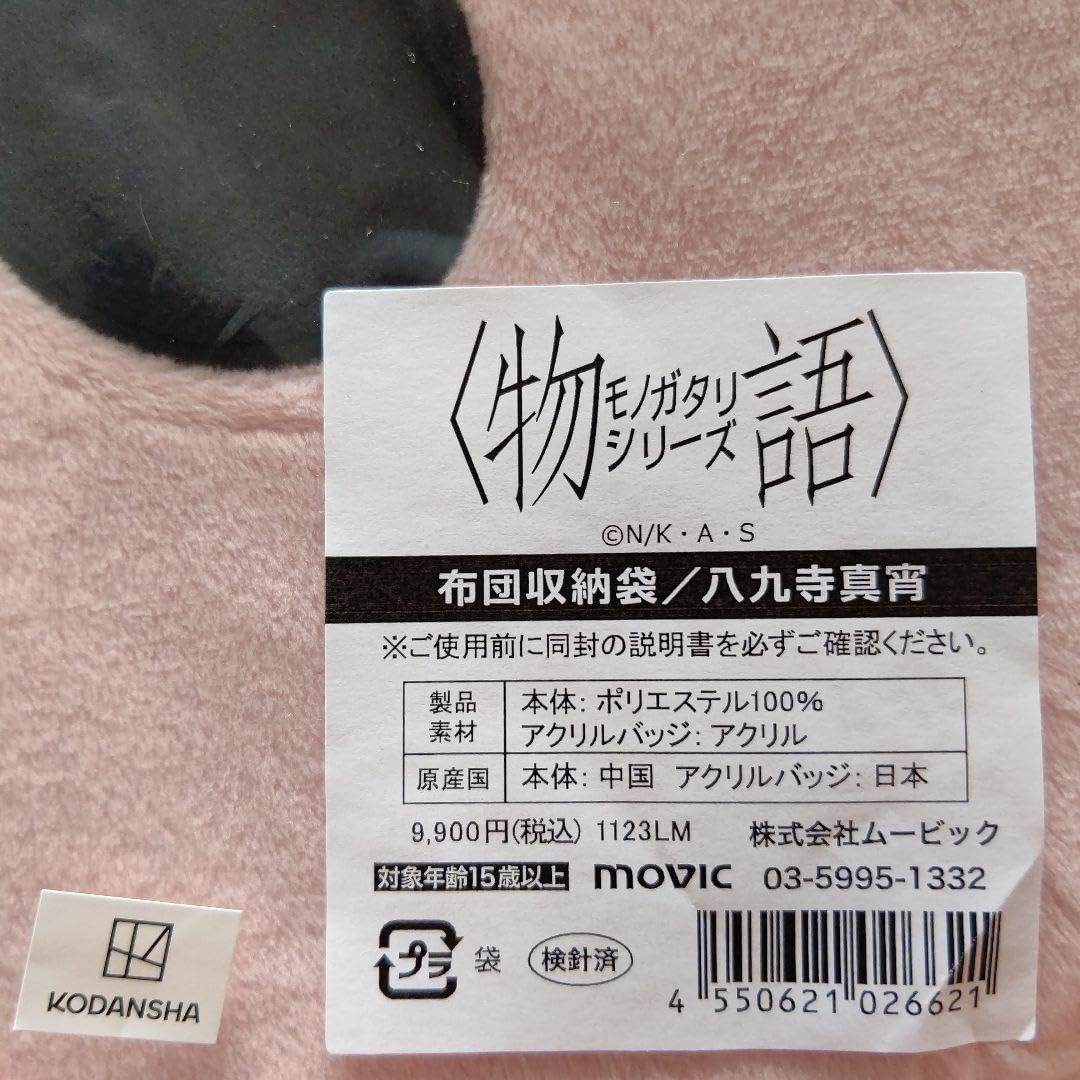 〈物モノガタリシリーズ語〉
©N/K・A・S
布団収納袋／八九寺真宵
※ご使用前に同封の説明書を必ずご確認ください。
製品素材 本体: ポリエステル100%
アクリルバッジ: アクリル
原産国 本体: 中国 アクリルバッジ: 日本
9,900円(税込) 1123LM 株式会社ムービック
対象年齢15歳以上 movic 03-5995-1332
プラ 袋 検針済
4 550621 026621
KODANSHA